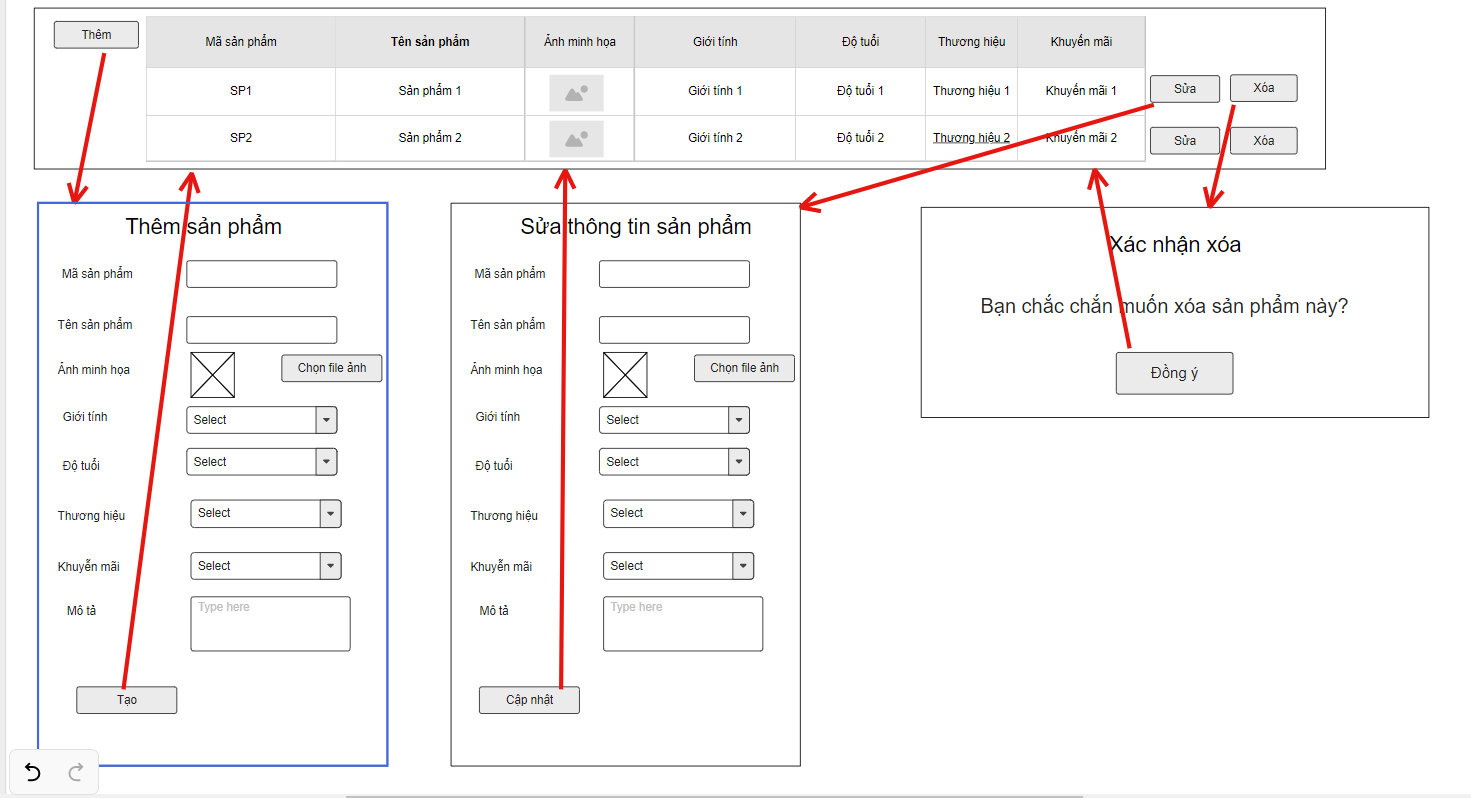 Thêm
Mã sản phẩm Tên sản phẩm Ảnh minh họa Giới tính Độ tuổi Thương hiệu Khuyến mãi
SP1 Sản phẩm 1 Giới tính 1 Độ tuổi 1 Thương hiệu 1 Khuyến mãi 1 Sửa Xóa
SP2 Sản phẩm 2 Giới tính 2 Độ tuổi 2 Thương hiệu 2 Khuyến mãi 2 Sửa Xóa
Thêm sản phẩm
Mã sản phẩm
Tên sản phẩm
Ảnh minh họa Chọn file ảnh
Giới tính Select
Độ tuổi Select
Thương hiệu Select
Khuyễn mãi Select
Mô tả Type here
Tạo
Sửa thông tin sản phẩm
Mã sản phẩm
Tên sản phẩm
Ảnh minh họa Chọn file ảnh
Giới tính Select
Độ tuổi Select
Thương hiệu Select
Khuyễn mãi Select
Mô tả Type here
Cập nhật
Xác nhận xóa
Bạn chắc chắn muốn xóa sản phẩm này?
Đồng ý